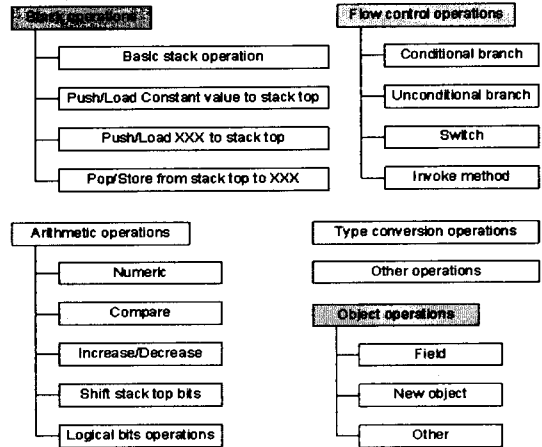 Stack operations
Basic stack operation
Push/Load Constant value to stack top
Push/Load XXX to stack top
Pop/Store from stack top to XXX
Flow control operations
Conditional branch
Unconditional branch
Switch
Invoke method
Arithmetic operations
Numeric
Compare
Increase/Decrease
Shift stack top bits
Logical bits operations
Type conversion operations
Other operations
Object operations
Field
New object
Other